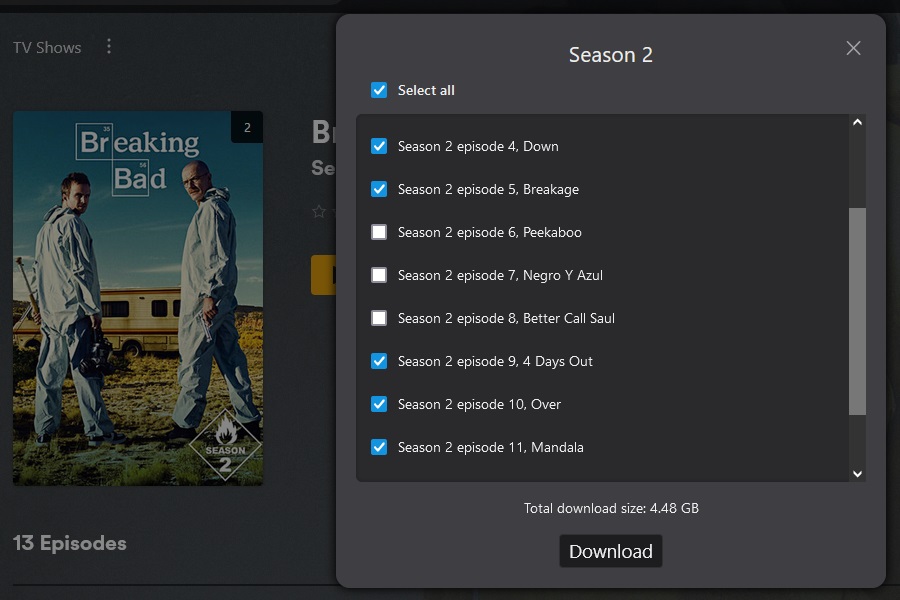 TV Shows
Season 2
Select all
2
35
Breaking
56
Bad
SEASON
2
Season 2 episode 4, Down
Season 2 episode 5, Breakage
Season 2 episode 6, Peekaboo
Season 2 episode 7, Negro Y Azul
Season 2 episode 8, Better Call Saul
Season 2 episode 9, 4 Days Out
Season 2 episode 10, Over
Season 2 episode 11, Mandala
Total download size: 4.48 GB
Download
13 Episodes